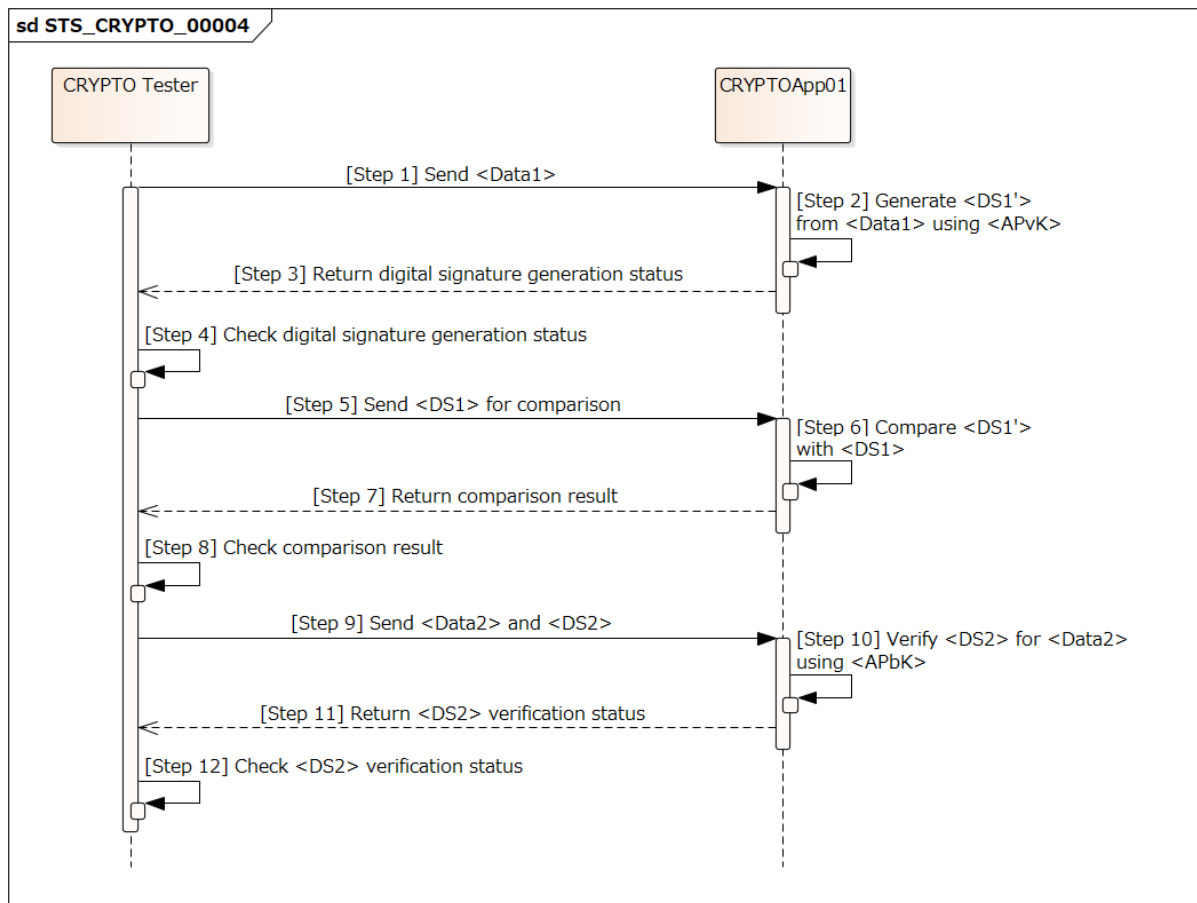 sd STS_CRYPTO_00004
CRYPTO Tester
CRYPTOApp01
[Step 1] Send <Data1>
[Step 2] Generate <DS1'>
from <Data1> using <APvK>
[Step 3] Return digital signature generation status
[Step 4] Check digital signature generation status
[Step 5] Send <DS1> for comparison
[Step 6] Compare <DS1'>
with <DS1>
[Step 7] Return comparison result
[Step 8] Check comparison result
[Step 9] Send <Data2> and <DS2>
[Step 10] Verify <DS2> for <Data2>
using <APbK>
[Step 11] Return <DS2> verification status
[Step 12] Check <DS2> verification status